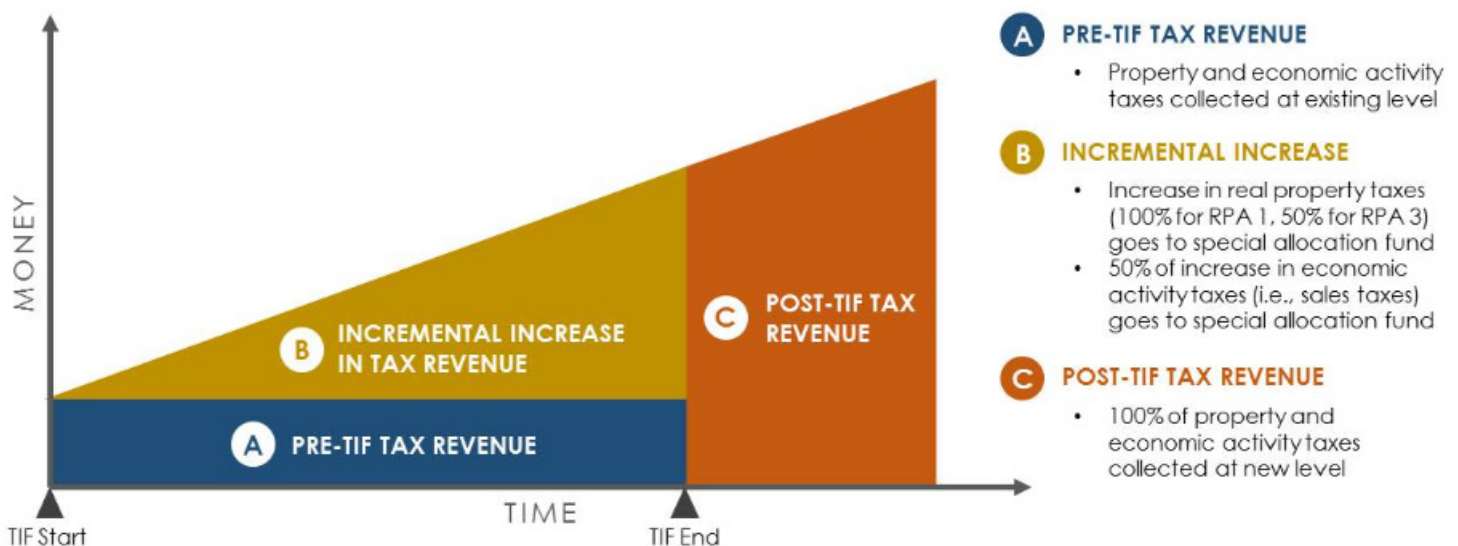 MONEY
B
INCREMENTAL INCREASE
IN TAX REVENUE
A
PRE-TIF TAX REVENUE
C
POST-TIF TAX
REVENUE
TIME
TIF Start
TIF End
A PRE-TIF TAX REVENUE
• Property and economic activity
taxes collected at existing level
B INCREMENTAL INCREASE
• Increase in real property taxes
(100% for RPA 1, 50% for RPA 3)
goes to special allocation fund
• 50% of increase in economic
activity taxes (i.e., sales taxes)
goes to special allocation fund
C POST-TIF TAX REVENUE
• 100% of property and
economic activity taxes
collected at new level